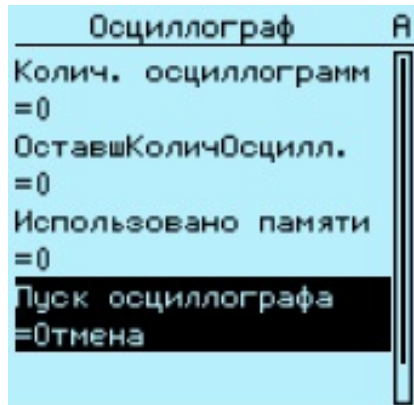 Осциллограф A
Колич. осциллограмм
=0
ОставшКоличОсцилл.
=0
Использовано памяти
=0
Пуск осциллографа
=Отмена